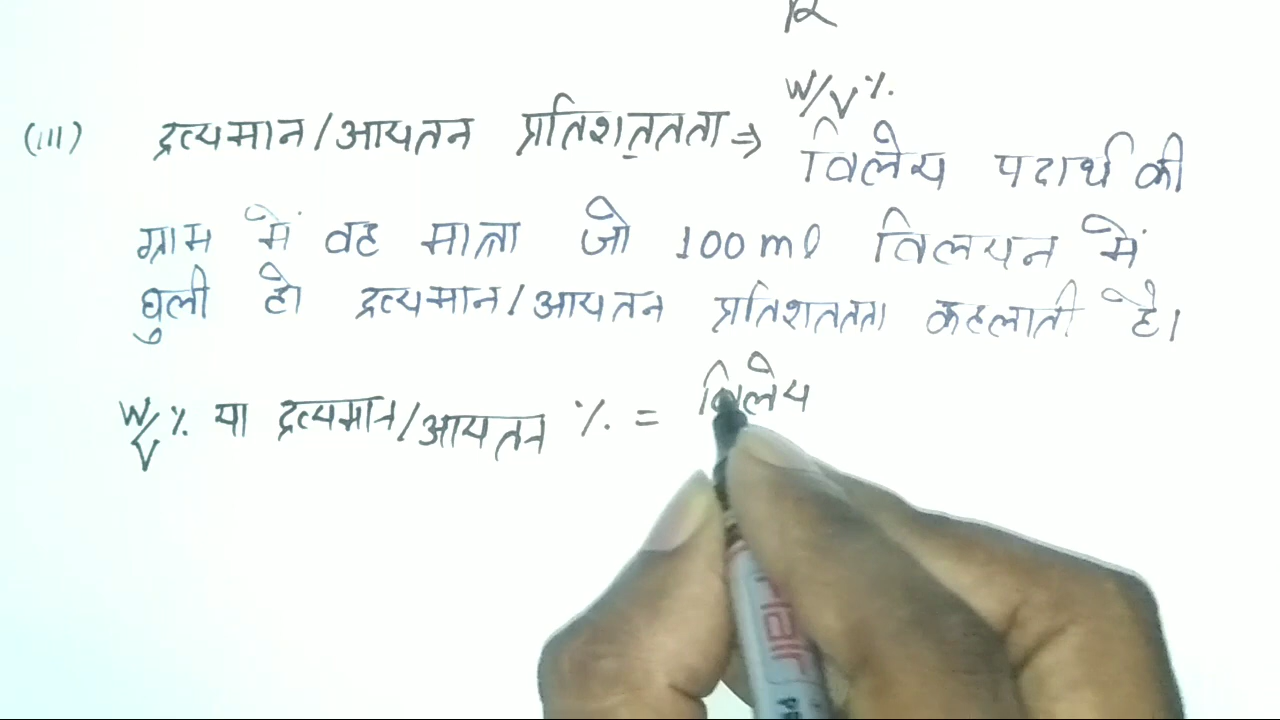 W/V %
(III) द्रव्यमान/आयतन प्रतिशतता ⇒ विलेय पदार्थ की
ग्राम में वह मात्रा जो 100 ml विलयन में
घुली हो द्रव्यमान/आयतन प्रतिशतता कहलाती है।
W/V % या द्रव्यमान/आयतन % = विलेय